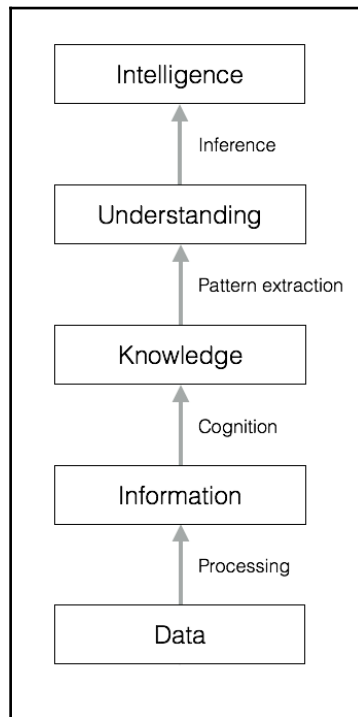 Intelligence
Inference
Understanding
Pattern extraction
Knowledge
Cognition
Information
Processing
Data